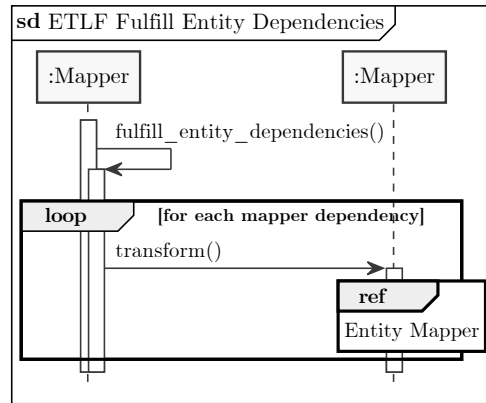 sd ETLF Fulfill Entity Dependencies
:Mapper :Mapper
fulfill_entity_dependencies()
loop [for each mapper dependency]
transform()
ref
Entity Mapper